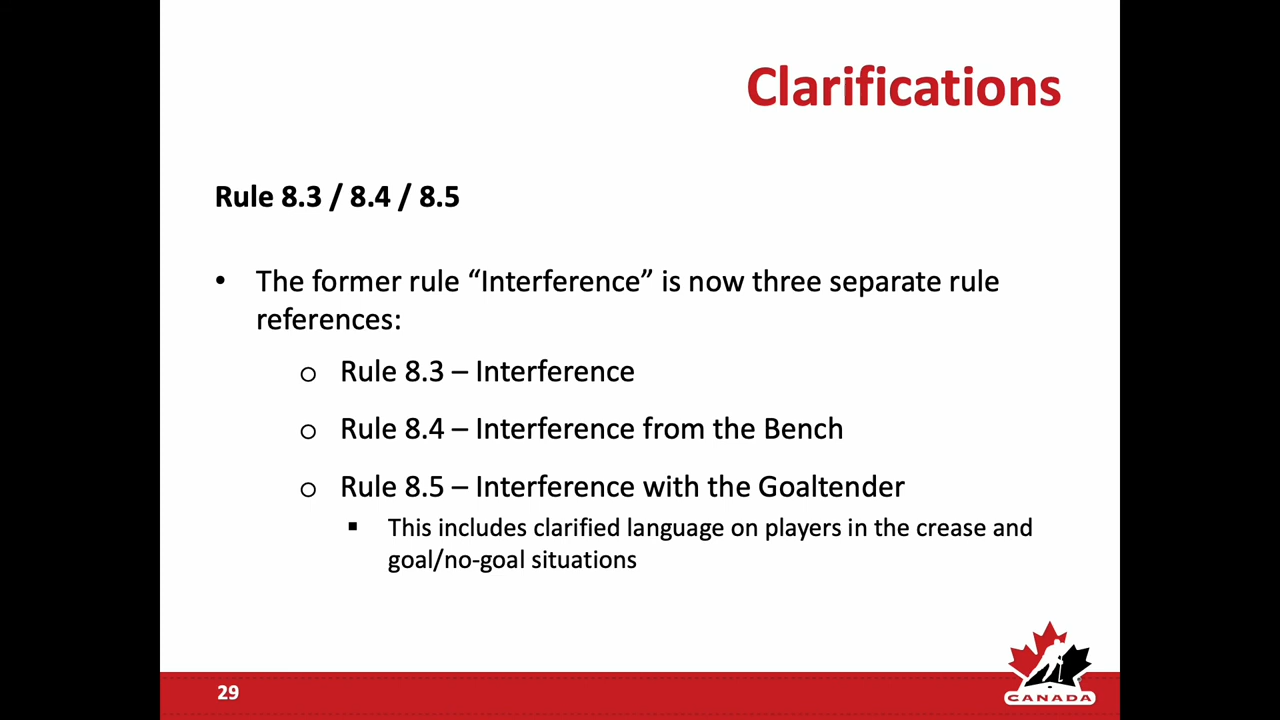 Clarifications
Rule 8.3 / 8.4 / 8.5
• The former rule “Interference” is now three separate rule
references:
o Rule 8.3 – Interference
o Rule 8.4 – Interference from the Bench
o Rule 8.5 – Interference with the Goaltender
▪ This includes clarified language on players in the crease and
goal/no-goal situations
29
CANADA